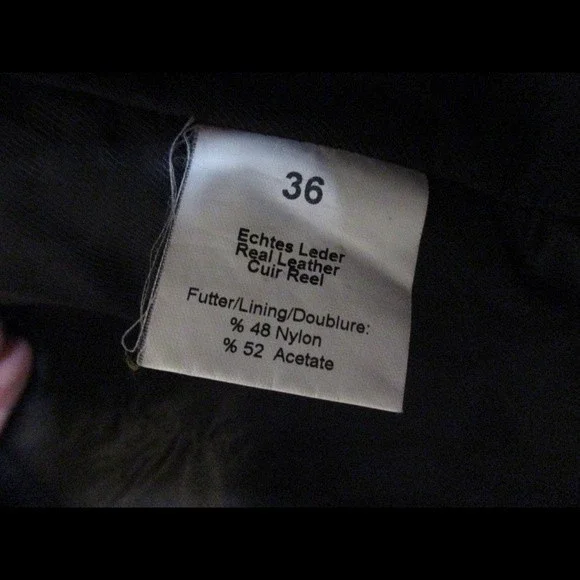 36
Echtes Leder
Real Leather
Cuir Reel
Futter/Lining/Doublure:
% 48 Nylon
% 52 Acetate